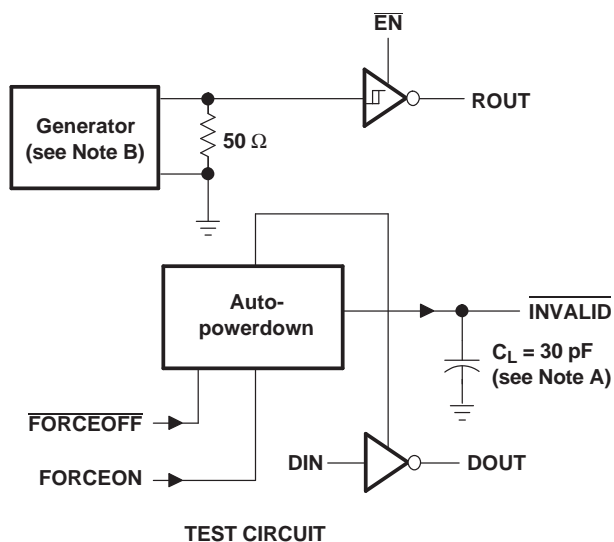 EN
Generator
(see Note B)
50 Ω
ROUT
Auto-
powerdown
INVALID
CL = 30 pF
(see Note A)
FORCEOFF
FORCEON
DIN
DOUT
TEST CIRCUIT